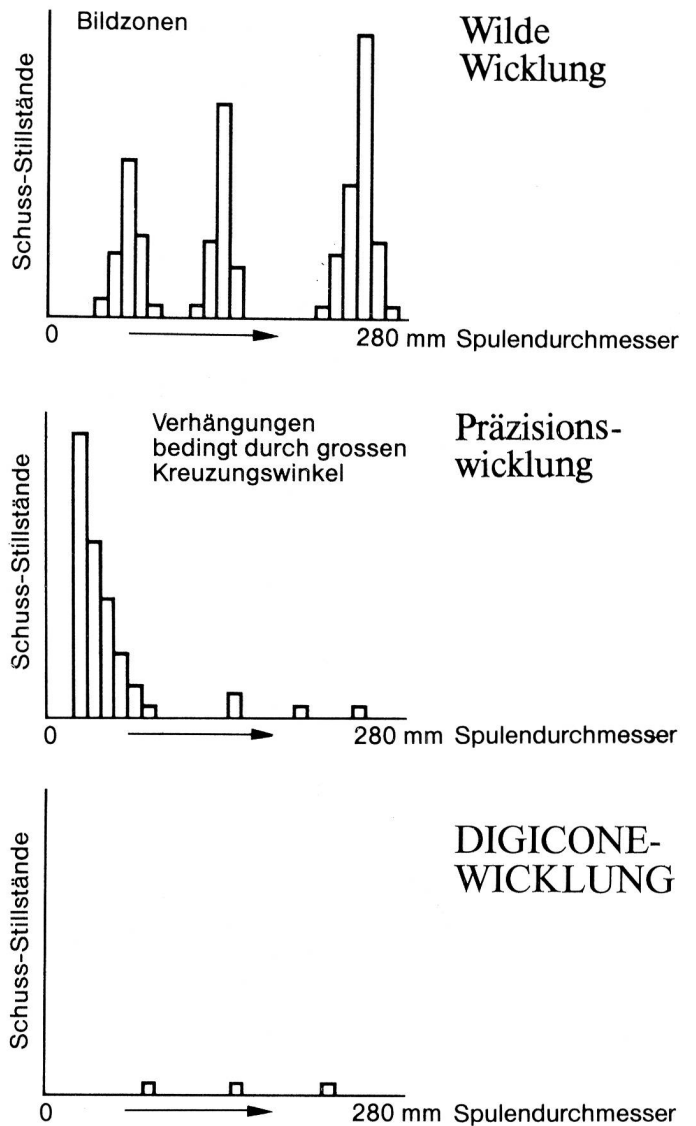 Bildzonen
Wilde
Wicklung
Schuss-Stillstände
0
280 mm Spulendurchmesser
Verhängungen
bedingt durch grossen
Kreuzungswinkel
Präzisions-
wicklung
Schuss-Stillstände
0
280 mm Spulendurchmesser
DIGICONE-
WICKLUNG
Schuss-Stillstände
0
280 mm Spulendurchmesser